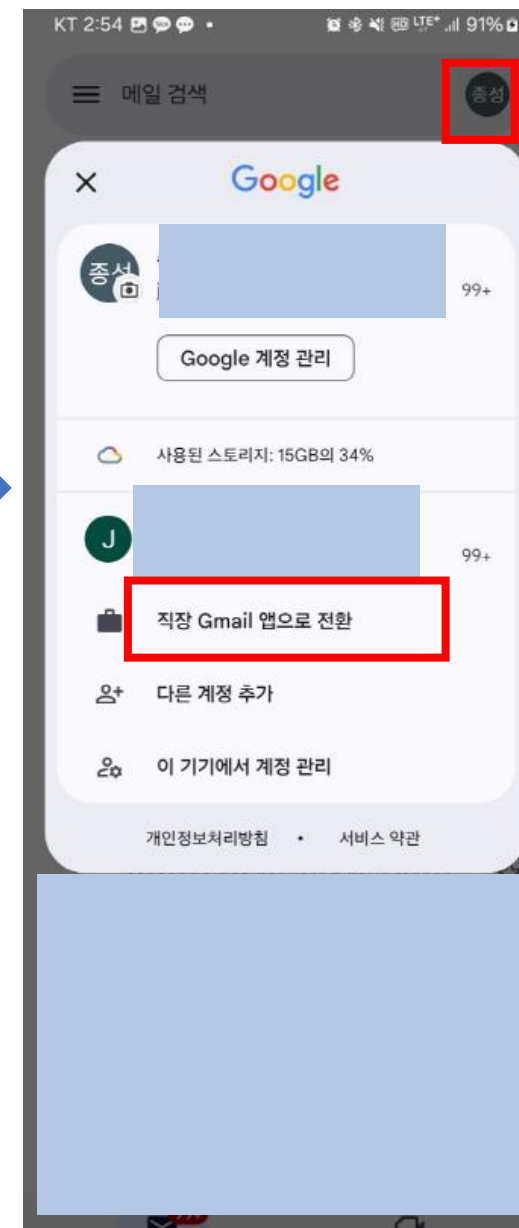 KT 2:54
LTE+ 91%
메일 검색
종성
Google
종성
99+
Google 계정 관리
사용된 스토리지: 15GB의 34%
J
99+
직장 Gmail 앱으로 전환
다른 계정 추가
이 기기에서 계정 관리
개인정보처리방침 • 서비스 약관